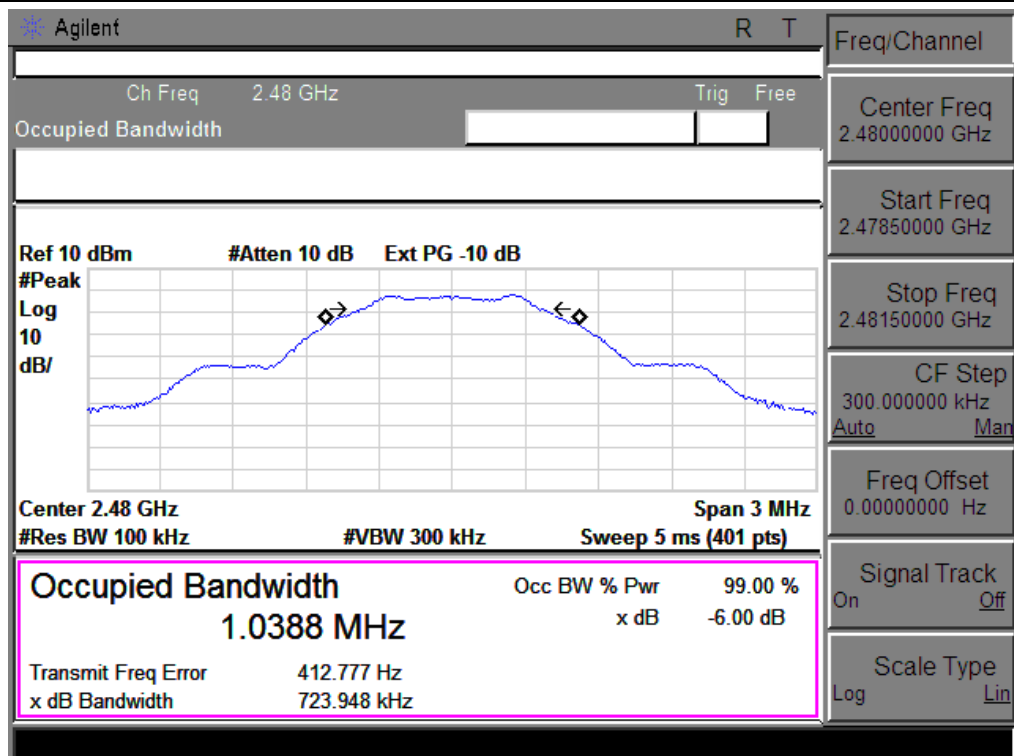 Agilent R T
Ch Freq 2.48 GHz Trig Free
Occupied Bandwidth
Ref 10 dBm #Atten 10 dB Ext PG -10 dB
#Peak
Log
10
dB/
Center 2.48 GHz Span 3 MHz
#Res BW 100 kHz #VBW 300 kHz Sweep 5 ms (401 pts)
Occupied Bandwidth Occ BW % Pwr 99.00 %
1.0388 MHz x dB -6.00 dB
Transmit Freq Error 412.777 Hz
x dB Bandwidth 723.948 kHz
Freq/Channel
Center Freq
2.48000000 GHz
Start Freq
2.47850000 GHz
Stop Freq
2.48150000 GHz
CF Step
300.000000 kHz
Auto Man
Freq Offset
0.00000000 Hz
Signal Track
On Off
Scale Type
Log Lin